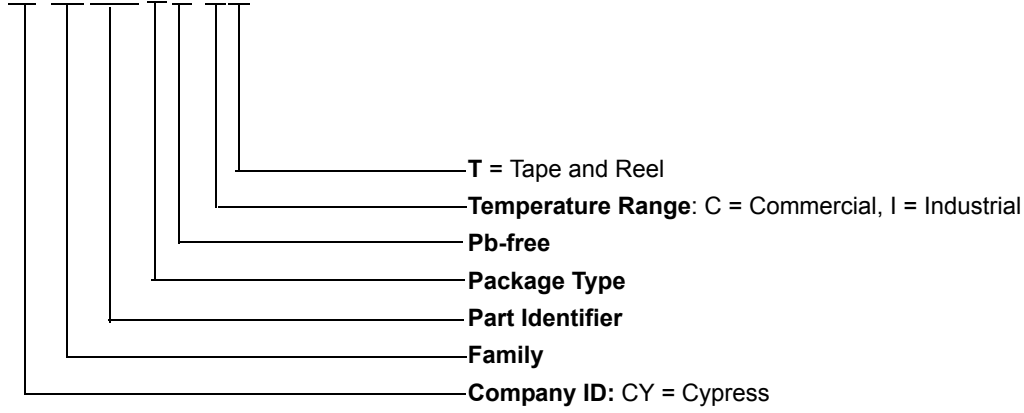 T = Tape and Reel
Temperature Range: C = Commercial, I = Industrial
Pb-free
Package Type
Part Identifier
Family
Company ID: CY = Cypress